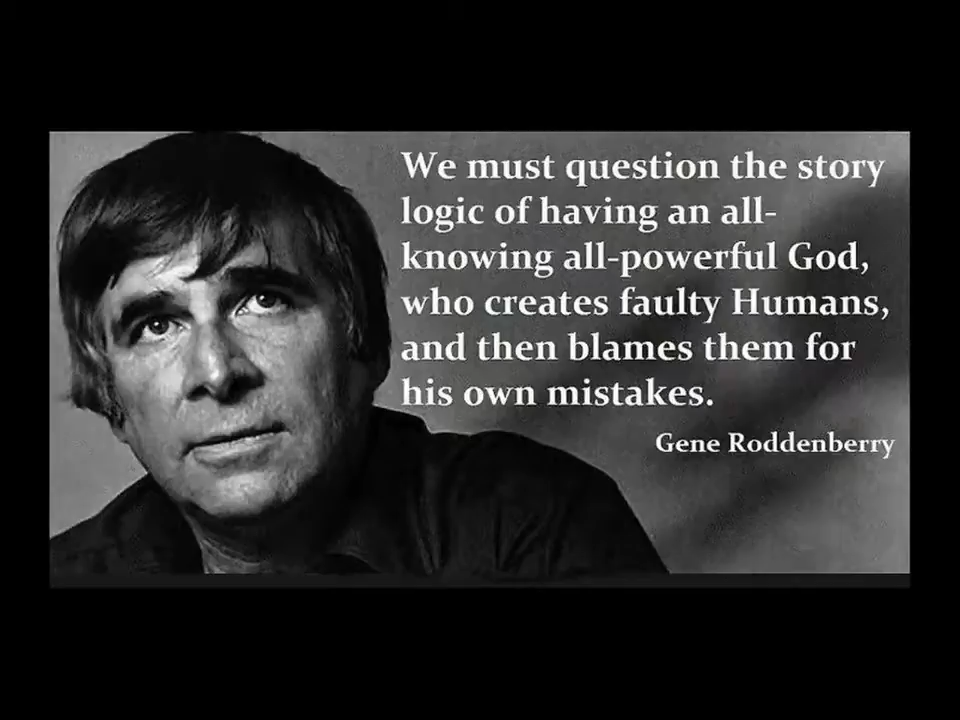 We must question the story
logic of having an all-
knowing all-powerful God,
who creates faulty Humans,
and then blames them for
his own mistakes.
Gene Roddenberry